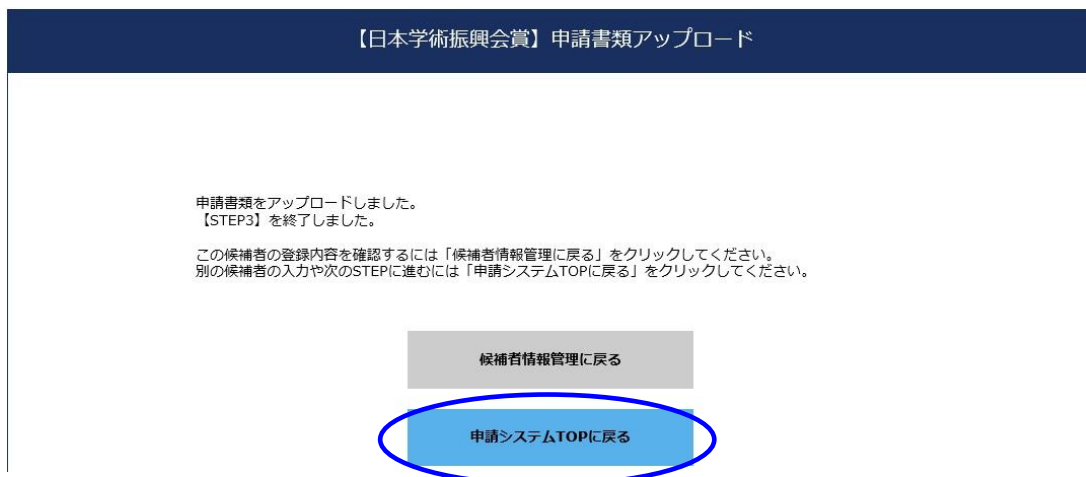 【日本学術振興会賞】申請書類アップロード
申請書類をアップロードしました。
【STEP3】を終了しました。
この候補者の登録内容を確認するには「候補者情報管理に戻る」をクリックしてください。
別の候補者の入力や次のSTEPに進むには「申請システムTOPに戻る」をクリックしてください。
候補者情報管理に戻る
申請システムTOPに戻る